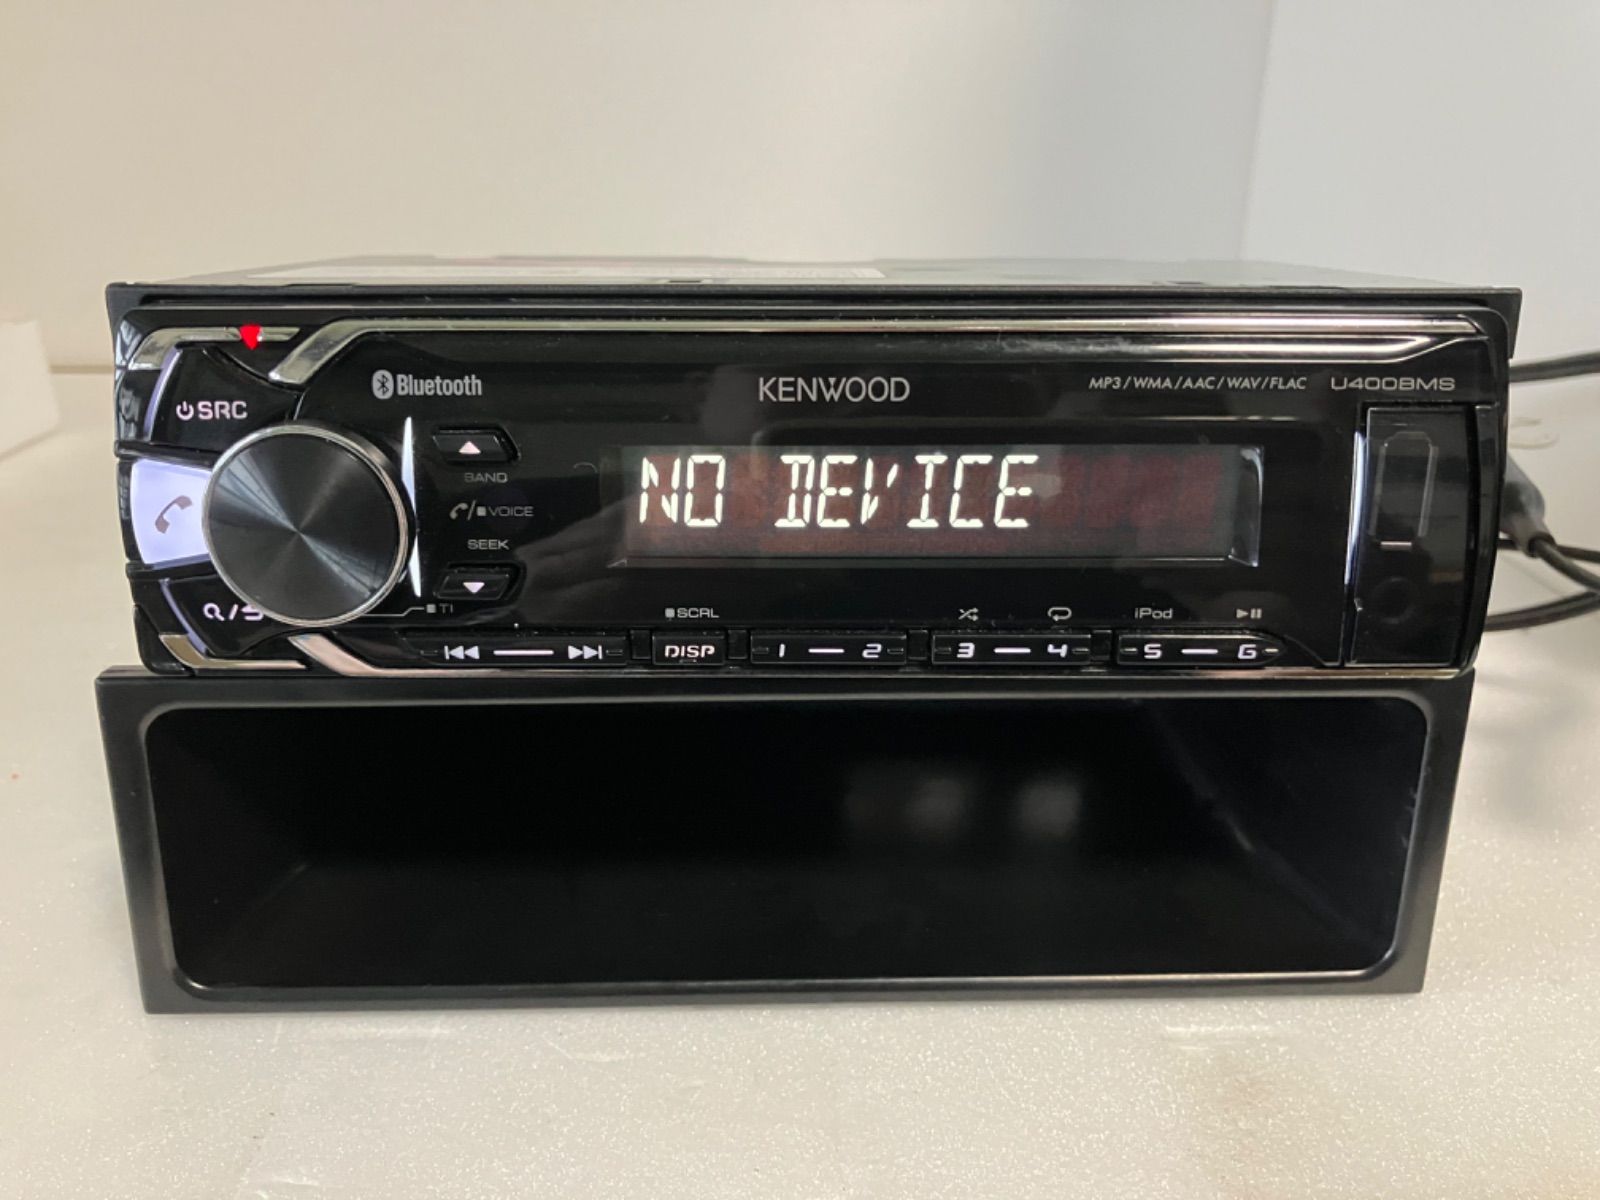 Bluetooth KENWOOD MP3/WMA/AAC/WAV/FLAC U400BMS
SRC
NO DEVICE
BAND
VOICE
SEEK
TI
SCRL
iPod
DISP
1 2
3 4
5 6